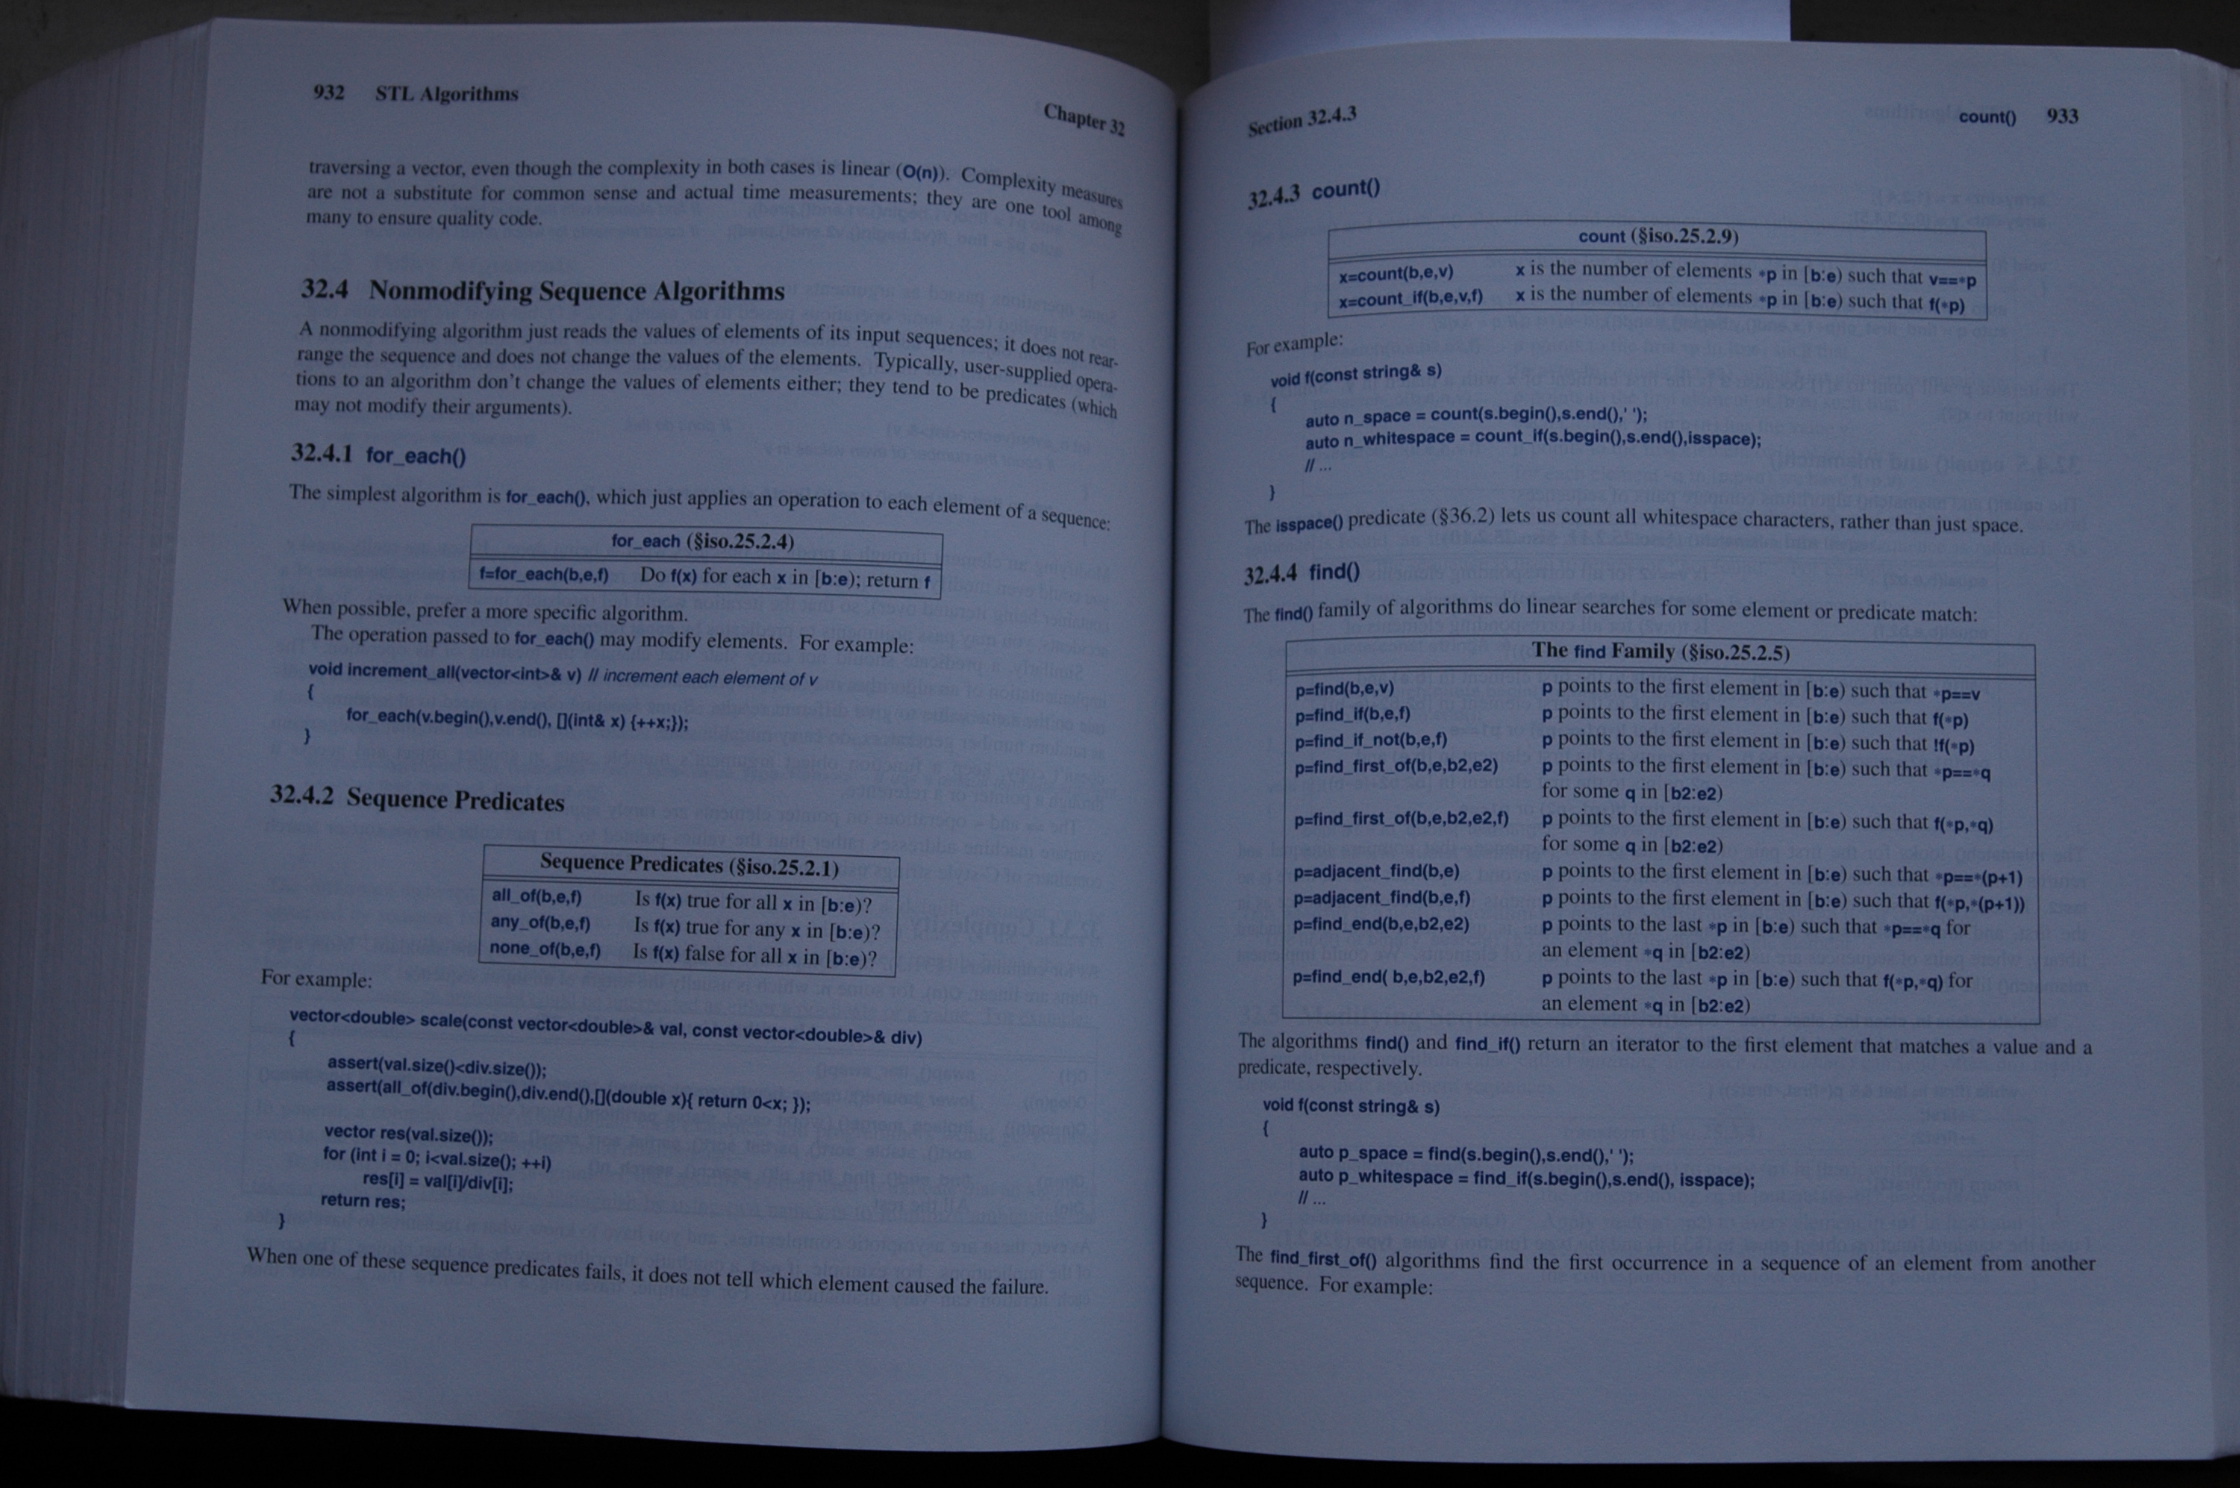 932 STL Algorithms Chapter 32
traversing a vector, even though the complexity in both cases is linear (O(n)). Complexity measures
are not a substitute for common sense and actual time measurements; they are one tool among
many to ensure quality code.
32.4 Nonmodifying Sequence Algorithms
A nonmodifying algorithm just reads the values of elements of its input sequences; it does not rear-
range the sequence and does not change the values of the elements. Typically, user-supplied opera-
tions to an algorithm don't change the values of elements either; they tend to be predicates (which
may not modify their arguments).
32.4.1 for_each()
The simplest algorithm is for_each(), which just applies an operation to each element of a sequence:
for_each (§iso.25.2.4)
f=for_each(b,e,f) Do f(x) for each x in [b:e); return f
When possible, prefer a more specific algorithm.
The operation passed to for_each() may modify elements. For example:
void increment_all(vector<int>& v) // increment each element of v
{
for_each(v.begin(),v.end(), [](int& x) {++x;});
}
32.4.2 Sequence Predicates
Sequence Predicates (§iso.25.2.1)
all_of(b,e,f) Is f(x) true for all x in [b:e)?
any_of(b,e,f) Is f(x) true for any x in [b:e)?
none_of(b,e,f) Is f(x) false for all x in [b:e)?
For example:
vector<double> scale(const vector<double>& val, const vector<double>& div)
{
assert(val.size()<div.size());
assert(all_of(div.begin(),div.end(),[](double x){ return 0<x; });
vector res(val.size());
for (int i = 0; i<val.size(); ++i)
res[i] = val[i]/div[i];
return res;
}
When one of these sequence predicates fails, it does not tell which element caused the failure.
Section 32.4.3 count() 933
32.4.3 count()
count (§iso.25.2.9)
x=count(b,e,v) x is the number of elements *p in [b:e) such that v==*p
x=count_if(b,e,v,f) x is the number of elements *p in [b:e) such that f(*p)
For example:
void f(const string& s)
{
auto n_space = count(s.begin(),s.end(),' ');
auto n_whitespace = count_if(s.begin(),s.end(),isspace);
// ...
}
The isspace() predicate (§36.2) lets us count all whitespace characters, rather than just space.
32.4.4 find()
The find() family of algorithms do linear searches for some element or predicate match:
The find Family (§iso.25.2.5)
p=find(b,e,v) p points to the first element in [b:e) such that *p==v
p=find_if(b,e,f) p points to the first element in [b:e) such that f(*p)
p=find_if_not(b,e,f) p points to the first element in [b:e) such that !f(*p)
p=find_first_of(b,e,b2,e2) p points to the first element in [b:e) such that *p==*q
for some q in [b2:e2)
p=find_first_of(b,e,b2,e2,f) p points to the first element in [b:e) such that f(*p,*q)
for some q in [b2:e2)
p=adjacent_find(b,e) p points to the first element in [b:e) such that *p==*(p+1)
p=adjacent_find(b,e,f) p points to the first element in [b:e) such that f(*p,*(p+1))
p=find_end(b,e,b2,e2) p points to the last *p in [b:e) such that *p==*q for
an element *q in [b2:e2)
p=find_end( b,e,b2,e2,f) p points to the last *p in [b:e) such that f(*p,*q) for
an element *q in [b2:e2)
The algorithms find() and find_if() return an iterator to the first element that matches a value and a
predicate, respectively.
void f(const string& s)
{
auto p_space = find(s.begin(),s.end(),' ');
auto p_whitespace = find_if(s.begin(),s.end(), isspace);
// ...
}
The find_first_of() algorithms find the first occurrence in a sequence of an element from another
sequence. For example: